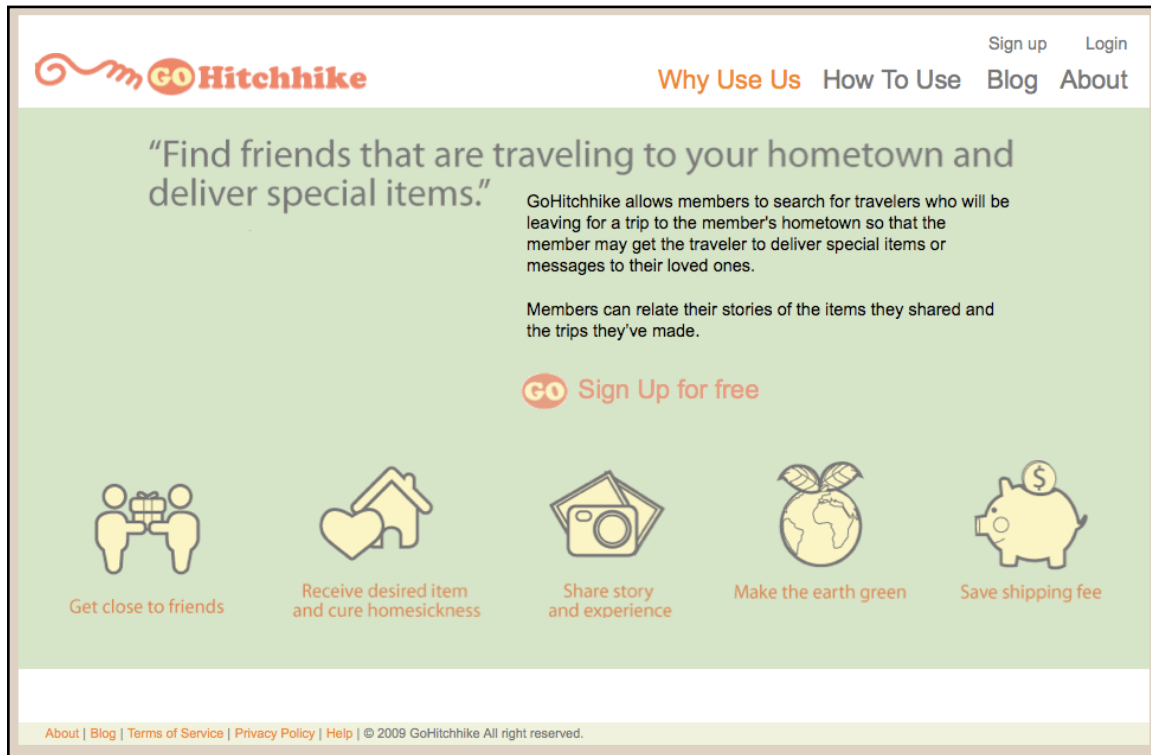 Sign up Login
GO Hitchhike
Why Use Us How To Use Blog About
“Find friends that are traveling to your hometown and
deliver special items.”
GoHitchhike allows members to search for travelers who will be
leaving for a trip to the member's hometown so that the
member may get the traveler to deliver special items or
messages to their loved ones.
Members can relate their stories of the items they shared and
the trips they’ve made.
GO Sign Up for free
$
Get close to friends
Receive desired item
and cure homesickness
Share story
and experience
Make the earth green
Save shipping fee
About | Blog | Terms of Service | Privacy Policy | Help | © 2009 GoHitchhike All right reserved.